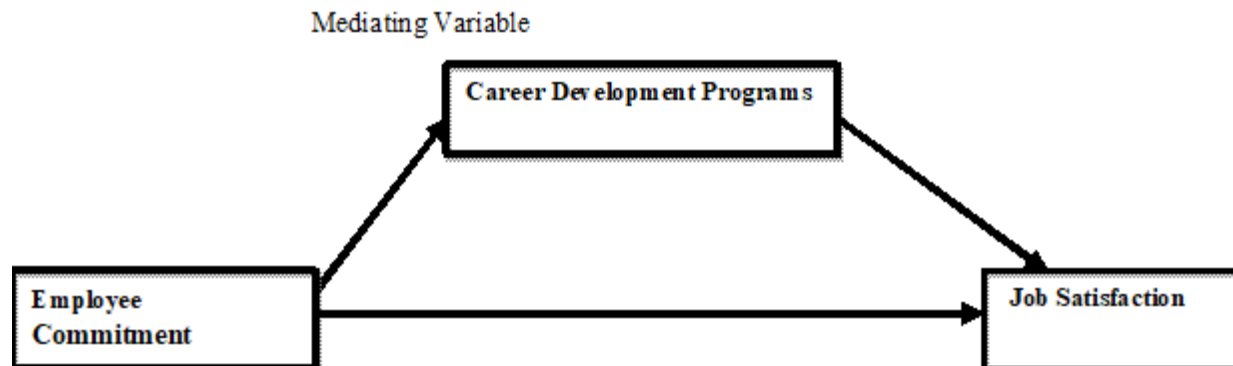 Mediating Variable
Career Development Programs
Employee
Commitment
Job Satisfaction